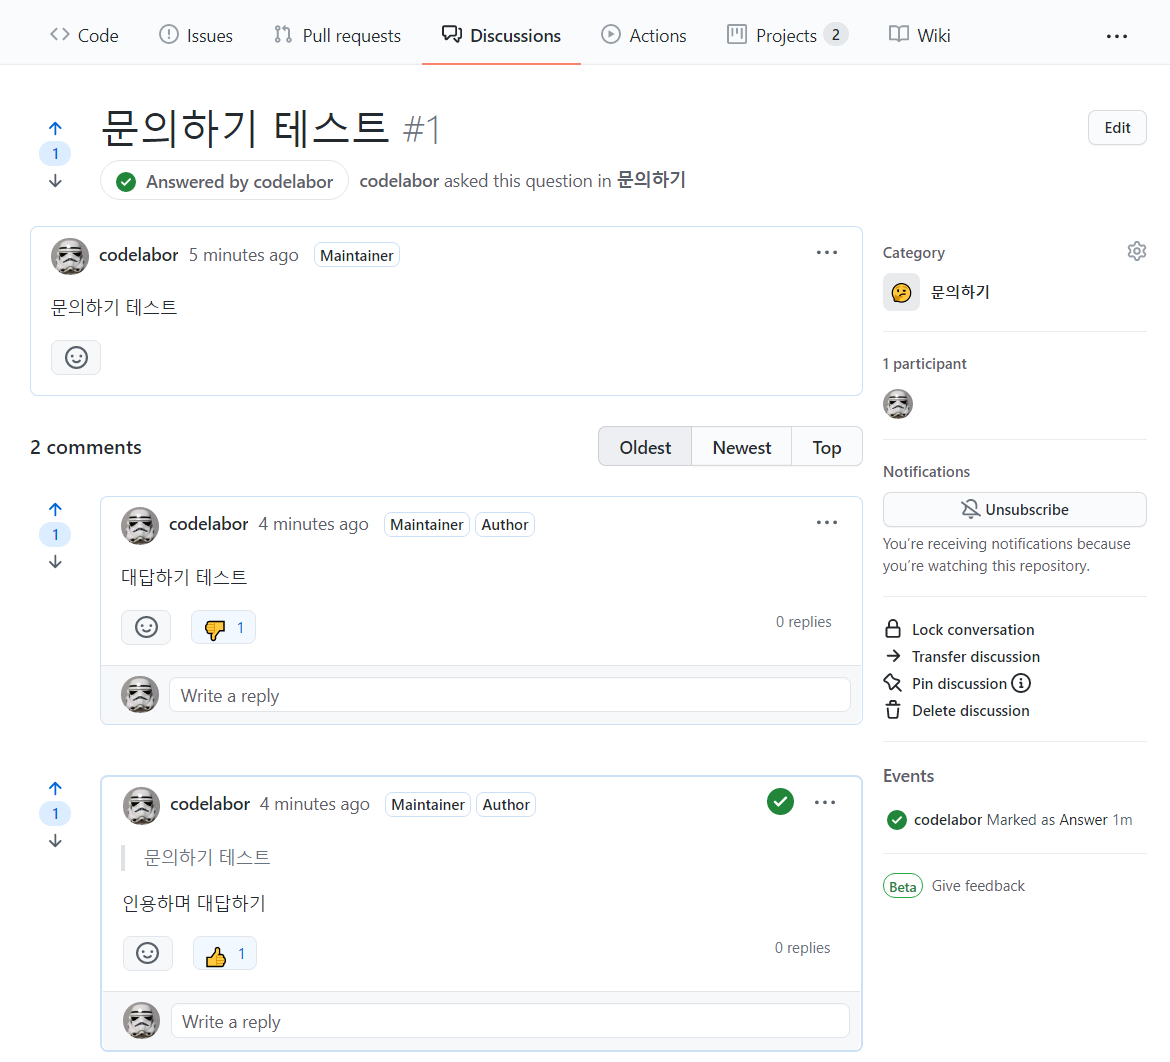 Code Issues Pull requests Discussions Actions Projects 2 Wiki
문의하기 테스트 #1
Edit
1
Answered by codelabor codelabor asked this question in 문의하기
codelabor 5 minutes ago Maintainer
문의하기 테스트
Category
문의하기
1 participant
2 comments
Oldest Newest Top
Notifications
Unsubscribe
You're receiving notifications because
you're watching this repository.
1
codelabor 4 minutes ago Maintainer Author
대답하기 테스트
1
0 replies
Write a reply
Lock conversation
Transfer discussion
Pin discussion
Delete discussion
Events
codelabor Marked as Answer 1m
Beta Give feedback
1
codelabor 4 minutes ago Maintainer Author
문의하기 테스트
인용하며 대답하기
1
0 replies
Write a reply